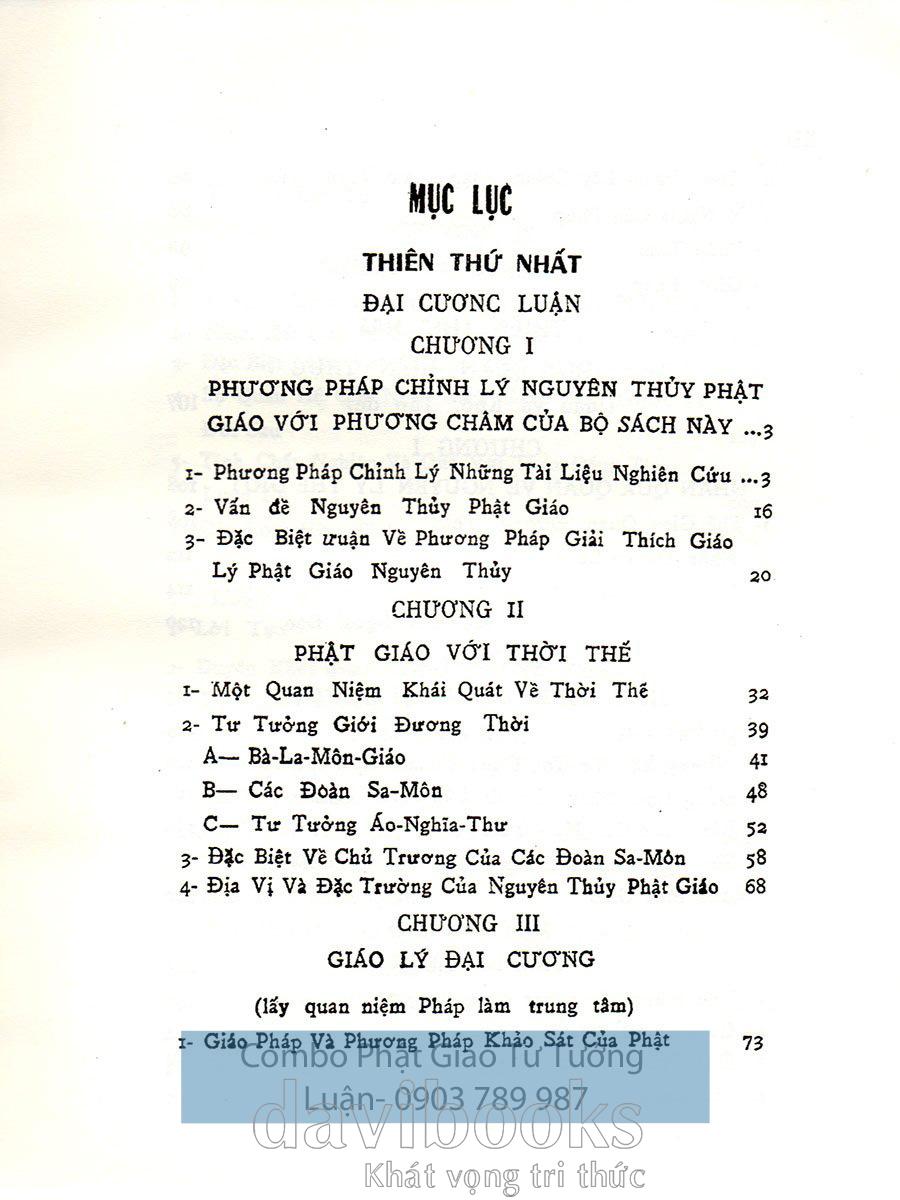 MỤC LỤC
THIÊN THỨ NHẤT
ĐẠI CƯƠNC LUẬN
CHƯƠNG I
PHƯƠNG PHÁP CHỈNH LÝ NGUYÊN THỦY PHẬT
GIÁO VỚI PHƯƠNG CHÂM CỦA BỘ SÁCH NÀY ...3
1- Phương Pháp Chỉnh Lý Những Tài Liệu Nghiên Cứu ...3
2- Vấn đề Nguyên Thủy Phật Giáo 16
3- Đặc Biệt ưuận Về Phương Pháp Giải Thích Giáo
Lý Phật Giáo Nguyên Thủy 20
CHƯƠNG II
PHẬT GIÁO VỚI THỜI THẾ
1- Một Quan Niệm Khái Quát Về Thời Thế 32
2- Tư Tưởng Giới Đương Thời 39
A— Bà-La-Môn-Giáo 41
B— Các Đoàn Sa-Môn 48
C— Tư Tưởng Áo-Nghĩa-Thư 52
3- Đặc Biệt Về Chủ Trương Của Các Đoàn Sa-Môn 58
4- Địa Vị Và Đặc Trường Của Nguyên Thủy Phật Giáo 68
CHƯƠNG III
GIÁO LÝ ĐẠI CƯƠNG
(lấy quan niệm Pháp làm trung tâm)
1- Giáo Pháp Và Phương Pháp Khảo Sát Của Phật 73
Combo Phật Giáo Tư Tưởng
Luận- 0903 789 987
davibooks
Khát vọng tri thức